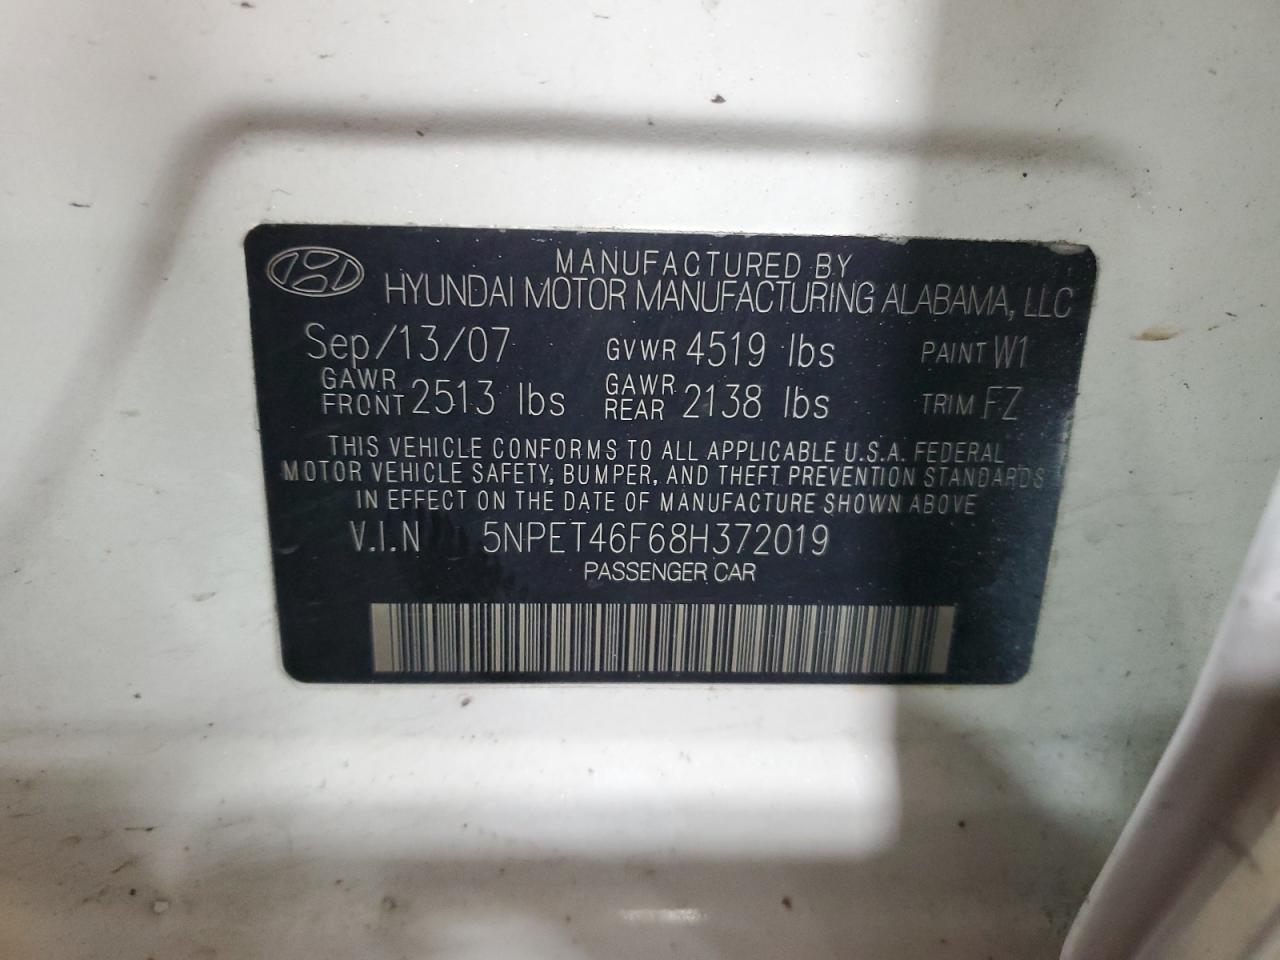 MANUFACTURED BY
HYUNDAI MOTOR MANUFACTURING ALABAMA, LLC
Sep/13/07 GVWR 4519 lbs PAINT W1
GAWR FRONT 2513 lbs GAWR REAR 2138 lbs TRIM FZ
THIS VEHICLE CONFORMS TO ALL APPLICABLE U.S.A. FEDERAL
MOTOR VEHICLE SAFETY, BUMPER, AND THEFT PREVENTION STANDARDS
IN EFFECT ON THE DATE OF MANUFACTURE SHOWN ABOVE
V.I.N 5NPET46F68H372019
PASSENGER CAR